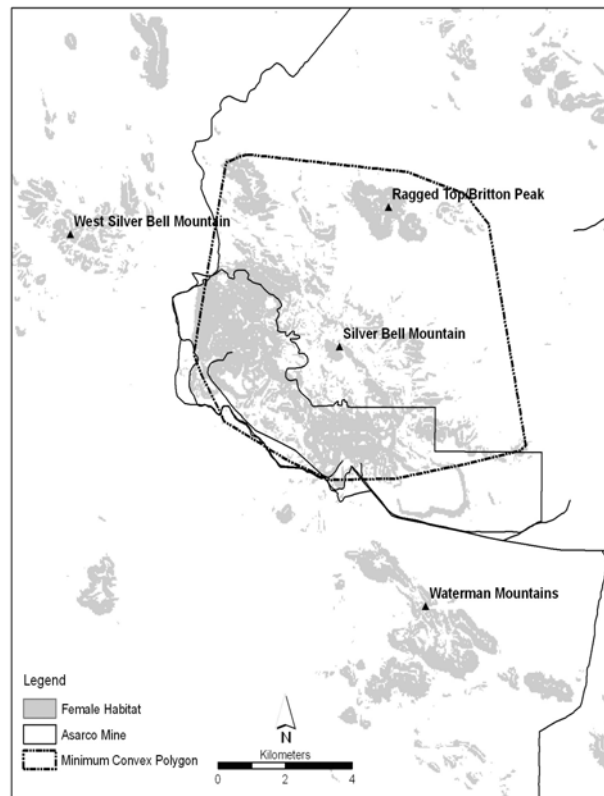 Ragged Top/Britton Peak
West Silver Bell Mountain
Silver Bell Mountain
Waterman Mountains
Legend
Female Habitat
Asarco Mine
Minimum Convex Polygon
N
Kilometers
0 1 2 4